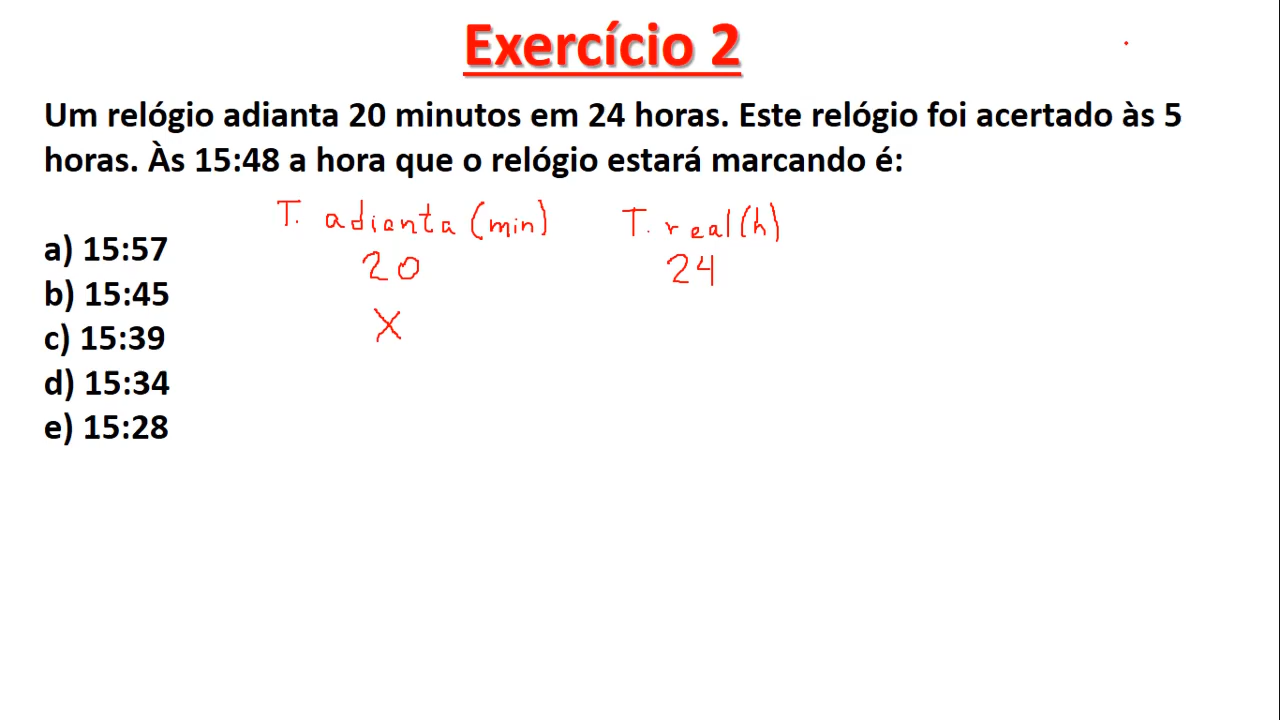 Exercício 2
Um relógio adianta 20 minutos em 24 horas. Este relógio foi acertado às 5
horas. Às 15:48 a hora que o relógio estará marcando é:
T. adianta (min) T. real (h)
a) 15:57
20 24
b) 15:45
X
c) 15:39
d) 15:34
e) 15:28